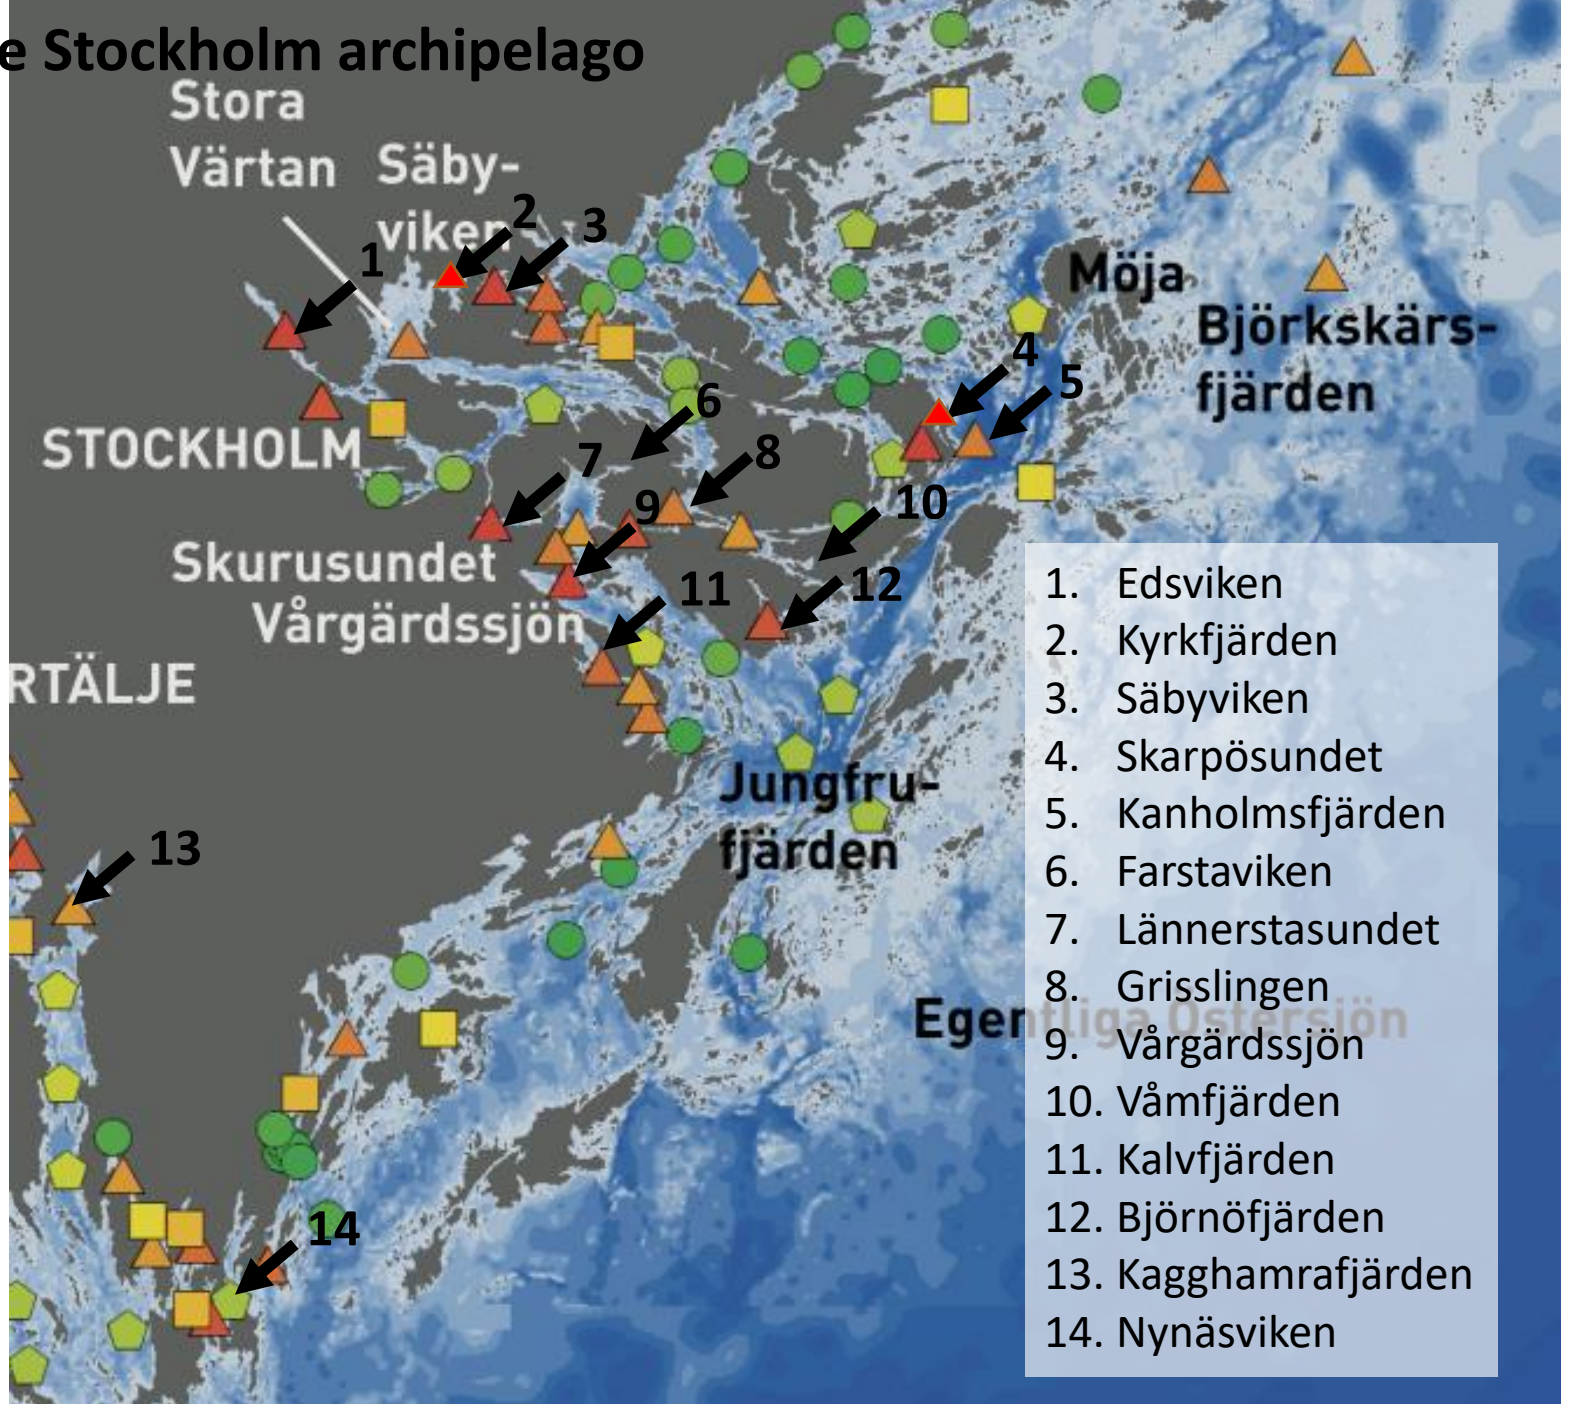 e Stockholm archipelago
Stora
Värtan
Säby-
viken
2
3
1
Möja
Björkskärs-
fjärden
4
5
6
STOCKHOLM
7
8
9
10
Skurusundet
11
12
Vårgärdssjön
RTÄLJE
Jungfru-
fjärden
13
Egentliga Östersjön
14
1. Edsviken
2. Kyrkfjärden
3. Säbyviken
4. Skarpösundet
5. Kanholmsfjärden
6. Farstaviken
7. Lännerstasundet
8. Grisslingen
9. Vårgärdssjön
10. Våmfjärden
11. Kalvfjärden
12. Björnöfjärden
13. Kagghamrafjärden
14. Nynäsviken